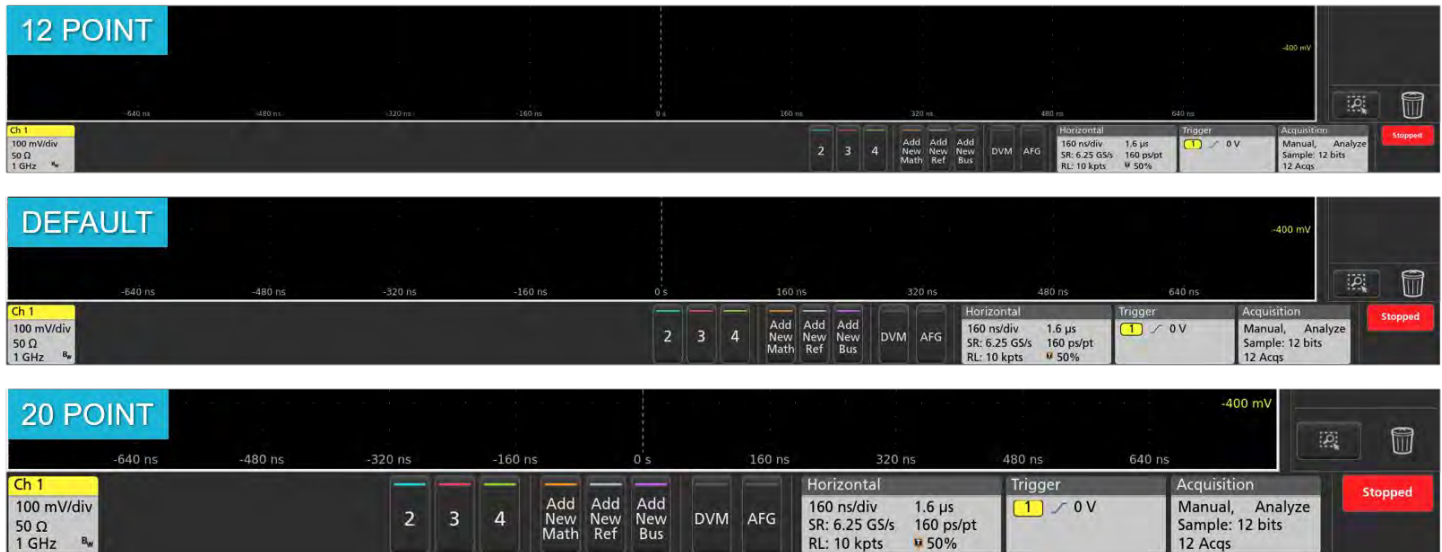 12 POINT
-400 mV
-640 ns -480 ns -320 ns -160 ns 0 s 160 ns 320 ns 480 ns 640 ns
Ch 1 Horizontal Trigger Acquisition Stopped
100 mV/div 2 3 4 Add New Math Add New Ref Add New Bus DVM AFG 160 ns/div 1.6 µs 1 0 V Manual, Analyze
50 Ω SR: 6.25 GS/s 160 ps/pt Sample: 12 bits
1 GHz Bw RL: 10 kpts 50% 12 Acqs
DEFAULT
-400 mV
-640 ns -480 ns -320 ns -160 ns 0 s 160 ns 320 ns 480 ns 640 ns
Ch 1 Horizontal Trigger Acquisition Stopped
100 mV/div 2 3 4 Add New Math Add New Ref Add New Bus DVM AFG 160 ns/div 1.6 µs 1 0 V Manual, Analyze
50 Ω SR: 6.25 GS/s 160 ps/pt Sample: 12 bits
1 GHz Bw RL: 10 kpts 50% 12 Acqs
20 POINT
-400 mV
-640 ns -480 ns -320 ns -160 ns 0 s 160 ns 320 ns 480 ns 640 ns
Ch 1 Horizontal Trigger Acquisition Stopped
100 mV/div 2 3 4 Add New Math Add New Ref Add New Bus DVM AFG 160 ns/div 1.6 µs 1 0 V Manual, Analyze
50 Ω SR: 6.25 GS/s 160 ps/pt Sample: 12 bits
1 GHz Bw RL: 10 kpts 50% 12 Acqs